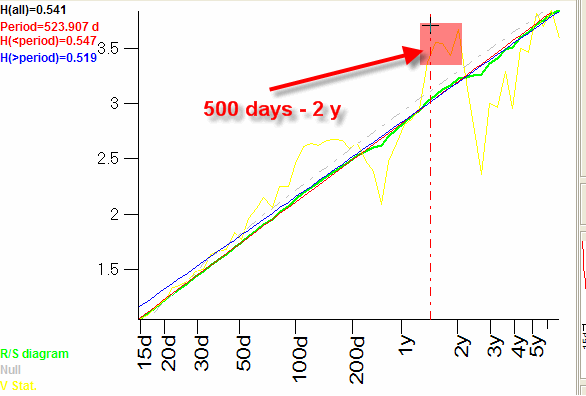 H(all)=0.541
Period=523.907 d
H(<period)=0.547
H(>period)=0.519
3.5
3
2.5
2
1.5
500 days - 2 y
15d
20d
30d
50d
100d
200d
1y
2y
3y
4y
5y
R/S diagram
Null
V Stat.